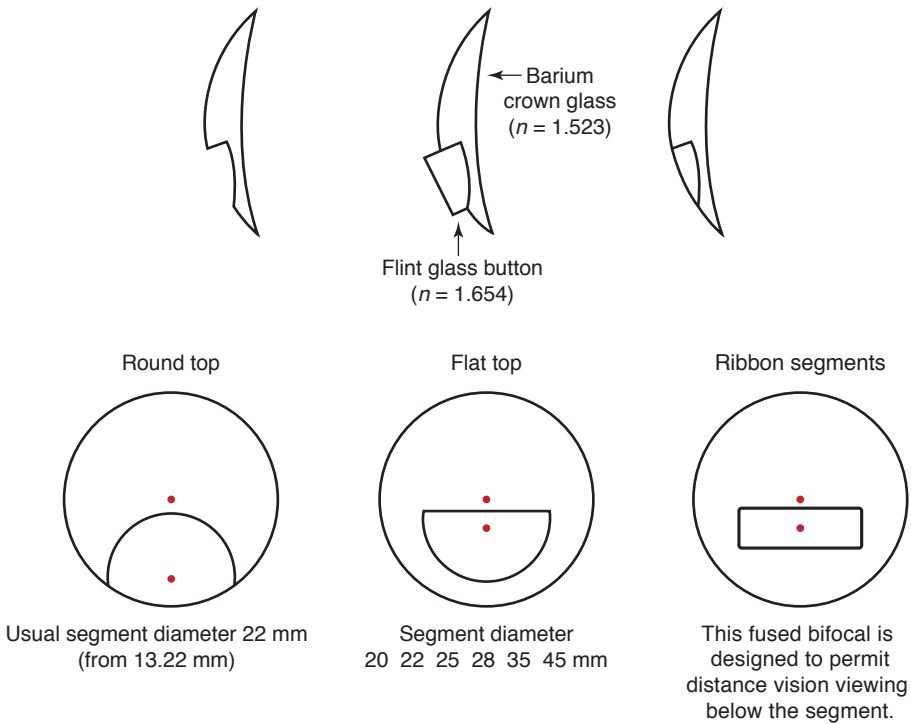 Barium
crown glass
(n = 1.523)
Flint glass button
(n = 1.654)
Round top
Flat top
Ribbon segments
Usual segment diameter 22 mm
(from 13.22 mm)
Segment diameter
20 22 25 28 35 45 mm
This fused bifocal is
designed to permit
distance vision viewing
below the segment.